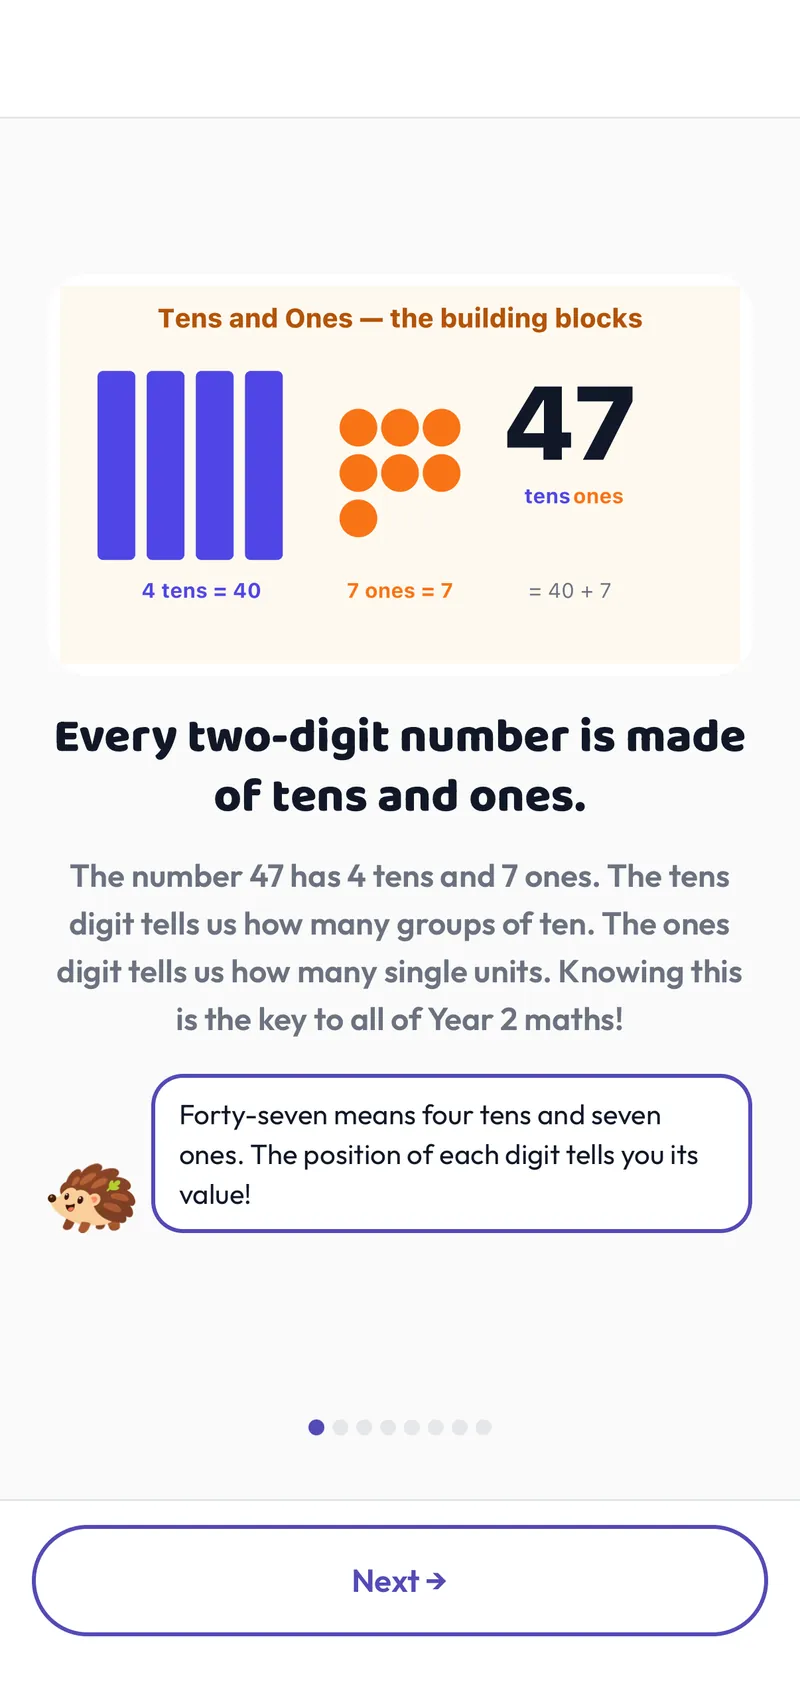 Tens and Ones — the building blocks
47
tens ones
4 tens = 40
7 ones = 7
= 40 + 7
Every two-digit number is made
of tens and ones.
The number 47 has 4 tens and 7 ones. The tens
digit tells us how many groups of ten. The ones
digit tells us how many single units. Knowing this
is the key to all of Year 2 maths!
Forty-seven means four tens and seven
ones. The position of each digit tells you its
value!
Next →